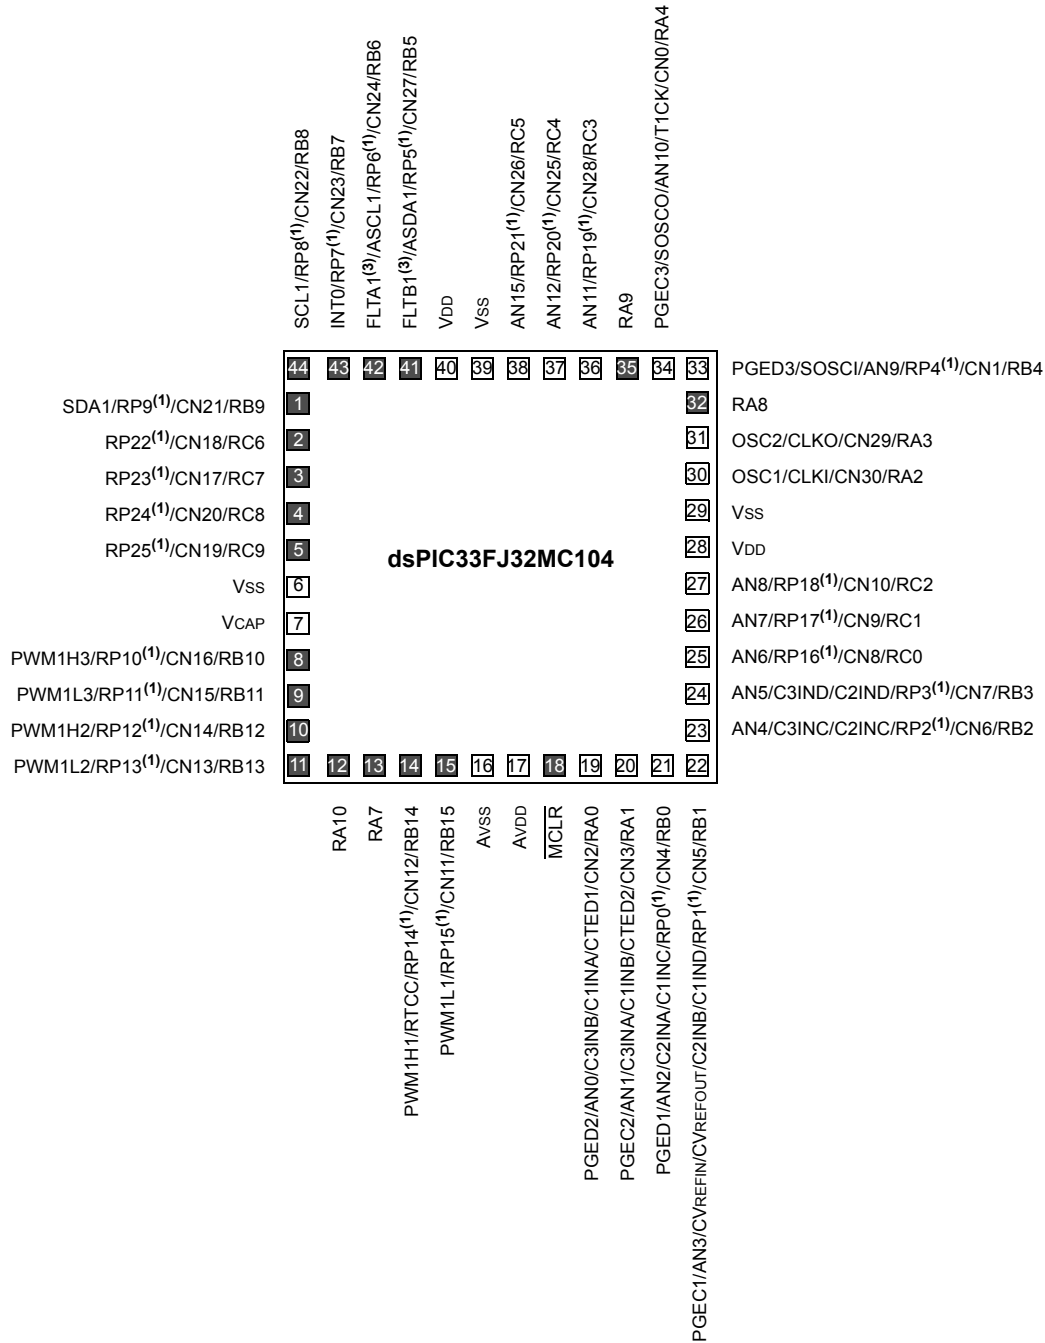 SCL1/RP8(1)/CN22/RB8
INT0/RP7(1)/CN23/RB7
FLTA1(3)/ASCL1/RP6(1)/CN24/RB6
FLTB1(3)/ASDA1/RP5(1)/CN27/RB5
VDD
VSS
AN15/RP21(1)/CN26/RC5
AN12/RP20(1)/CN25/RC4
AN11/RP19(1)/CN28/RC3
RA9
PGEC3/SOSCO/AN10/T1CK/CN0/RA4
44 43 42 41 40 39 38 37 36 35 34 33 PGED3/SOSCI/AN9/RP4(1)/CN1/RB4
SDA1/RP9(1)/CN21/RB9 1 32 RA8
RP22(1)/CN18/RC6 2 31 OSC2/CLKO/CN29/RA3
RP23(1)/CN17/RC7 3 30 OSC1/CLKI/CN30/RA2
RP24(1)/CN20/RC8 4 29 VSS
RP25(1)/CN19/RC9 5 dsPIC33FJ32MC104 28 VDD
VSS 6 27 AN8/RP18(1)/CN10/RC2
VCAP 7 26 AN7/RP17(1)/CN9/RC1
PWM1H3/RP10(1)/CN16/RB10 8 25 AN6/RP16(1)/CN8/RC0
PWM1L3/RP11(1)/CN15/RB11 9 24 AN5/C3IND/C2IND/RP3(1)/CN7/RB3
PWM1H2/RP12(1)/CN14/RB12 10 23 AN4/C3INC/C2INC/RP2(1)/CN6/RB2
PWM1L2/RP13(1)/CN13/RB13 11 12 13 14 15 16 17 18 19 20 21 22
RA10
RA7
PWM1H1/RTCC/RP14(1)/CN12/RB14
PWM1L1/RP15(1)/CN11/RB15
AVSS
AVDD
MCLR
PGED2/AN0/C3INB/C1INA/CTED1/CN2/RA0
PGEC2/AN1/C3INA/C1INB/CTED2/CN3/RA1
PGED1/AN2/C2INA/C1INC/RP0(1)/CN4/RB0
PGEC1/AN3/CVREFIN/CVREFOUT/C2INB/C1IND/RP1(1)/CN5/RB1